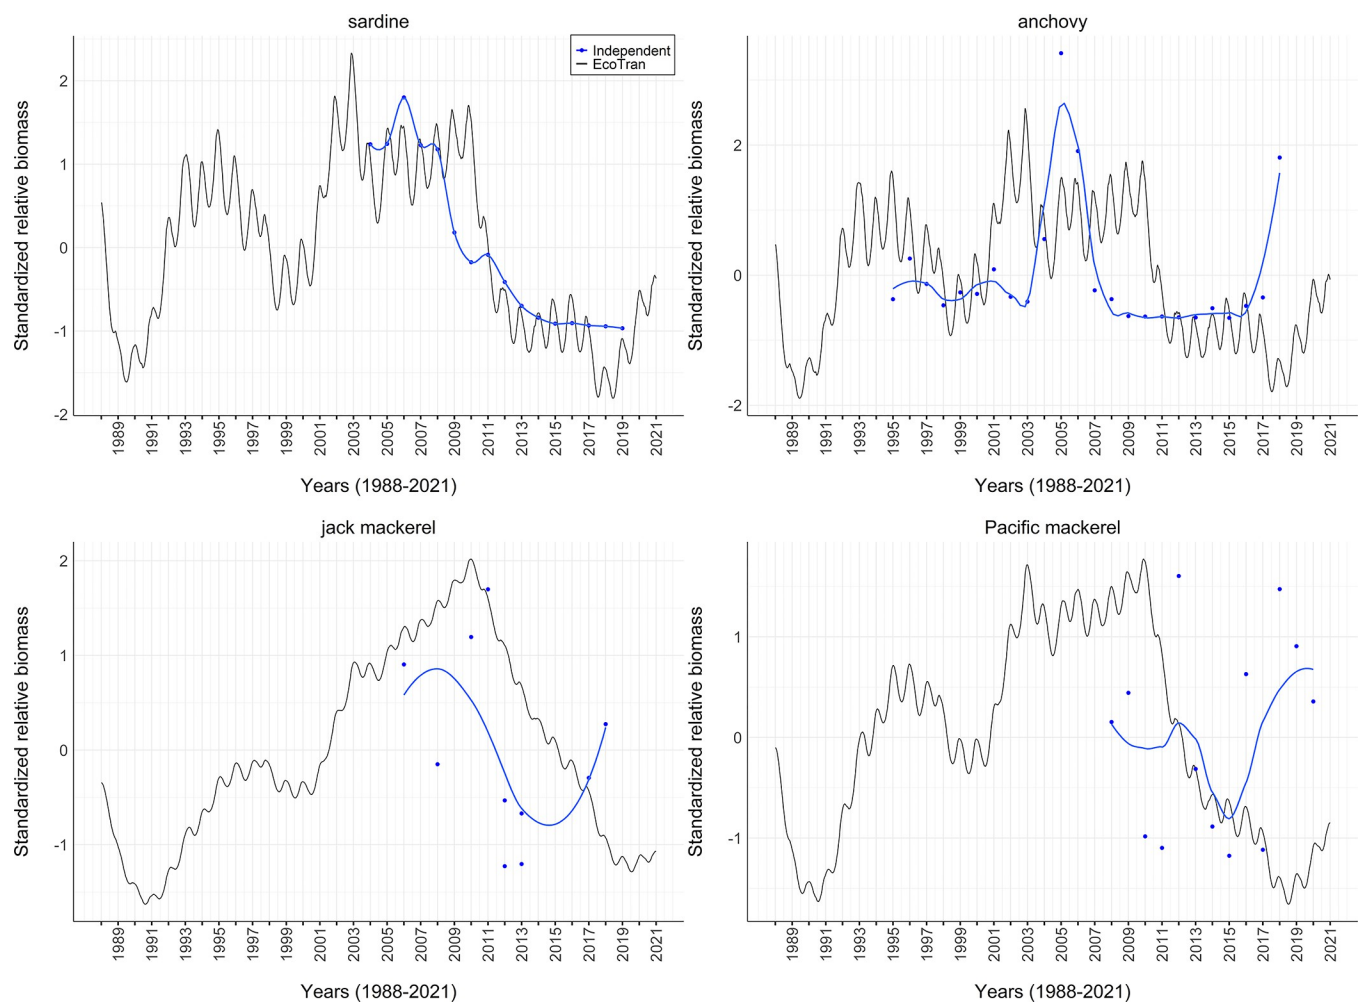 sardine
Independent
EcoTran
Standardized relative biomass
2
1
0
-1
-2
1989 1991 1993 1995 1997 1999 2001 2003 2005 2007 2009 2011 2013 2015 2017 2019 2021
Years (1988-2021)
anchovy
Standardized relative biomass
2
0
-2
1989 1991 1993 1995 1997 1999 2001 2003 2005 2007 2009 2011 2013 2015 2017 2019 2021
Years (1988-2021)
jack mackerel
Standardized relative biomass
2
1
0
-1
1989 1991 1993 1995 1997 1999 2001 2003 2005 2007 2009 2011 2013 2015 2017 2019 2021
Years (1988-2021)
Pacific mackerel
Standardized relative biomass
1
0
-1
1989 1991 1993 1995 1997 1999 2001 2003 2005 2007 2009 2011 2013 2015 2017 2019 2021
Years (1988-2021)